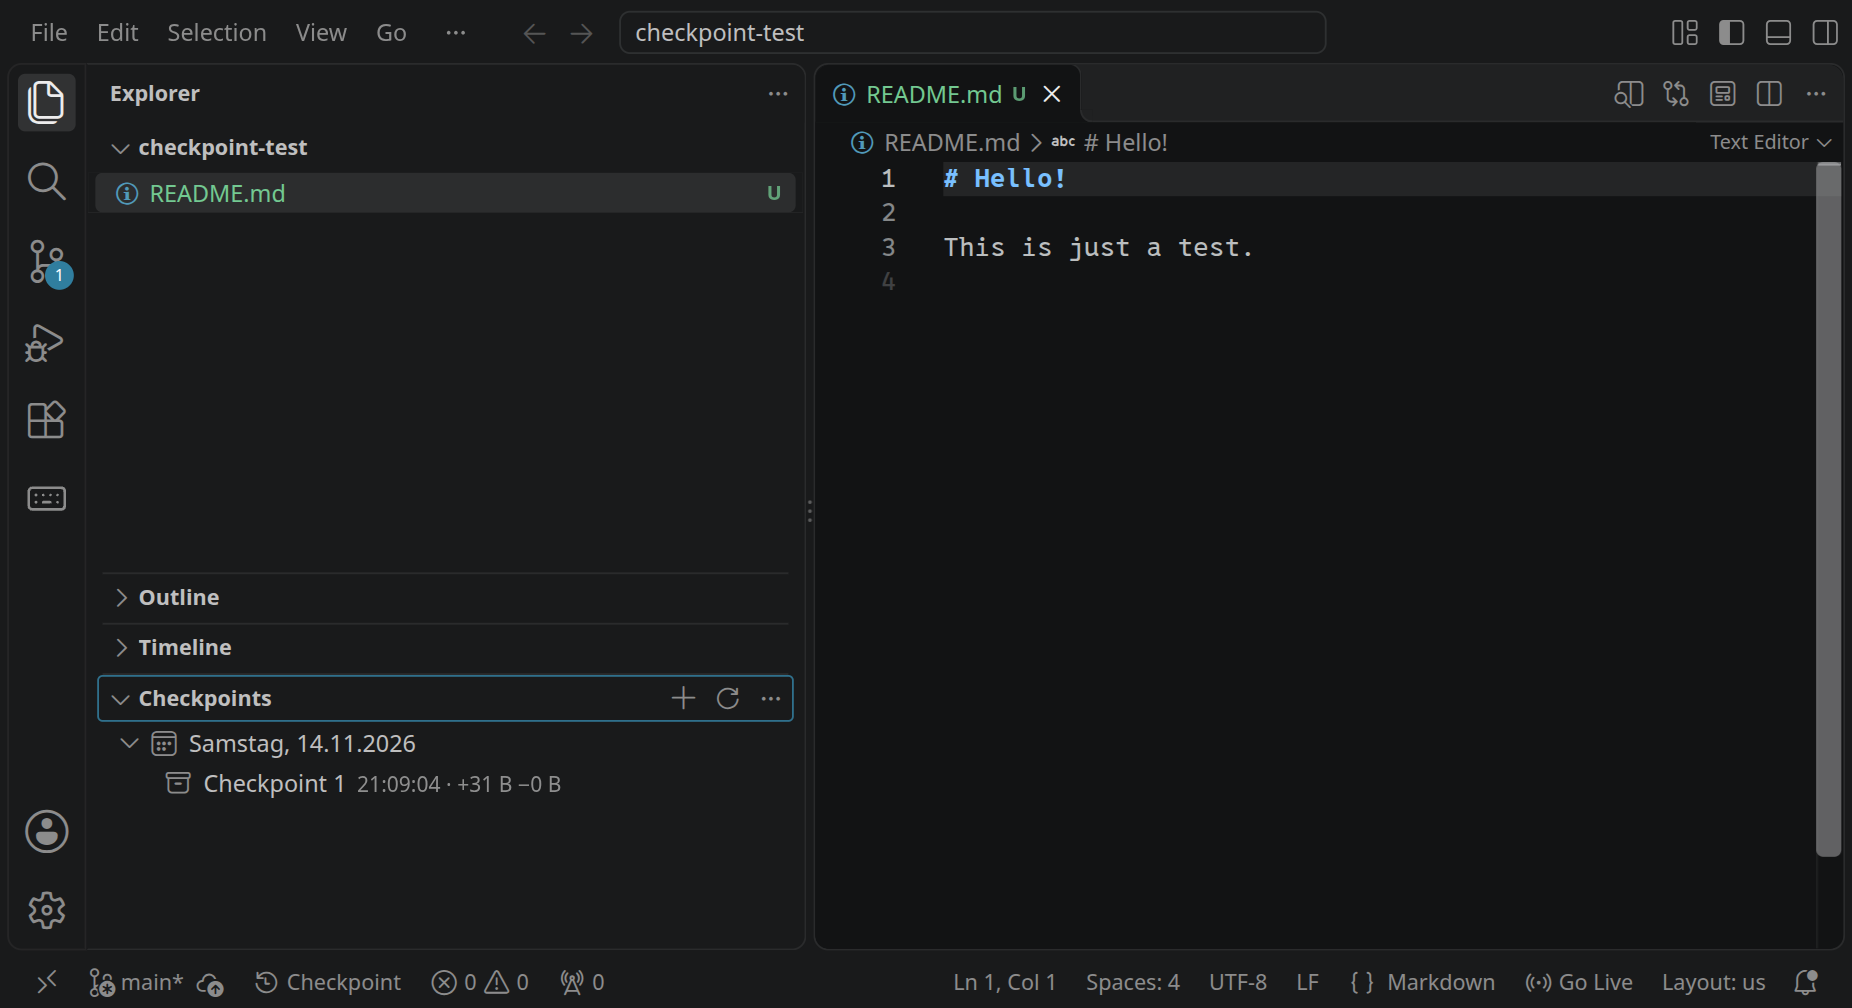 File Edit Selection View Go ··· checkpoint-test
Explorer
checkpoint-test
README.md U
Outline
Timeline
Checkpoints
Samstag, 14.11.2026
Checkpoint 1 21:09:04 · +31 B −0 B
README.md U
README.md > abc # Hello! Text Editor
1 # Hello!
2
3 This is just a test.
4
1
main* Checkpoint 0 0 0 Ln 1, Col 1 Spaces: 4 UTF-8 LF { } Markdown Go Live Layout: us